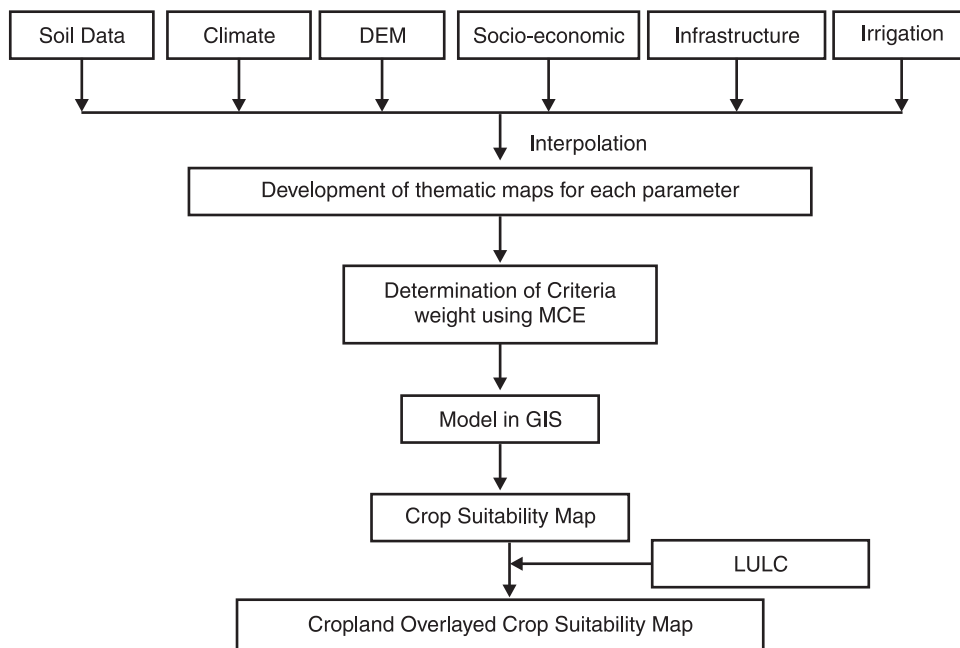 Soil Data
Climate
DEM
Socio-economic
Infrastructure
Irrigation
Interpolation
Development of thematic maps for each parameter
Determination of Criteria
weight using MCE
Model in GIS
Crop Suitability Map
LULC
Cropland Overlayed Crop Suitability Map